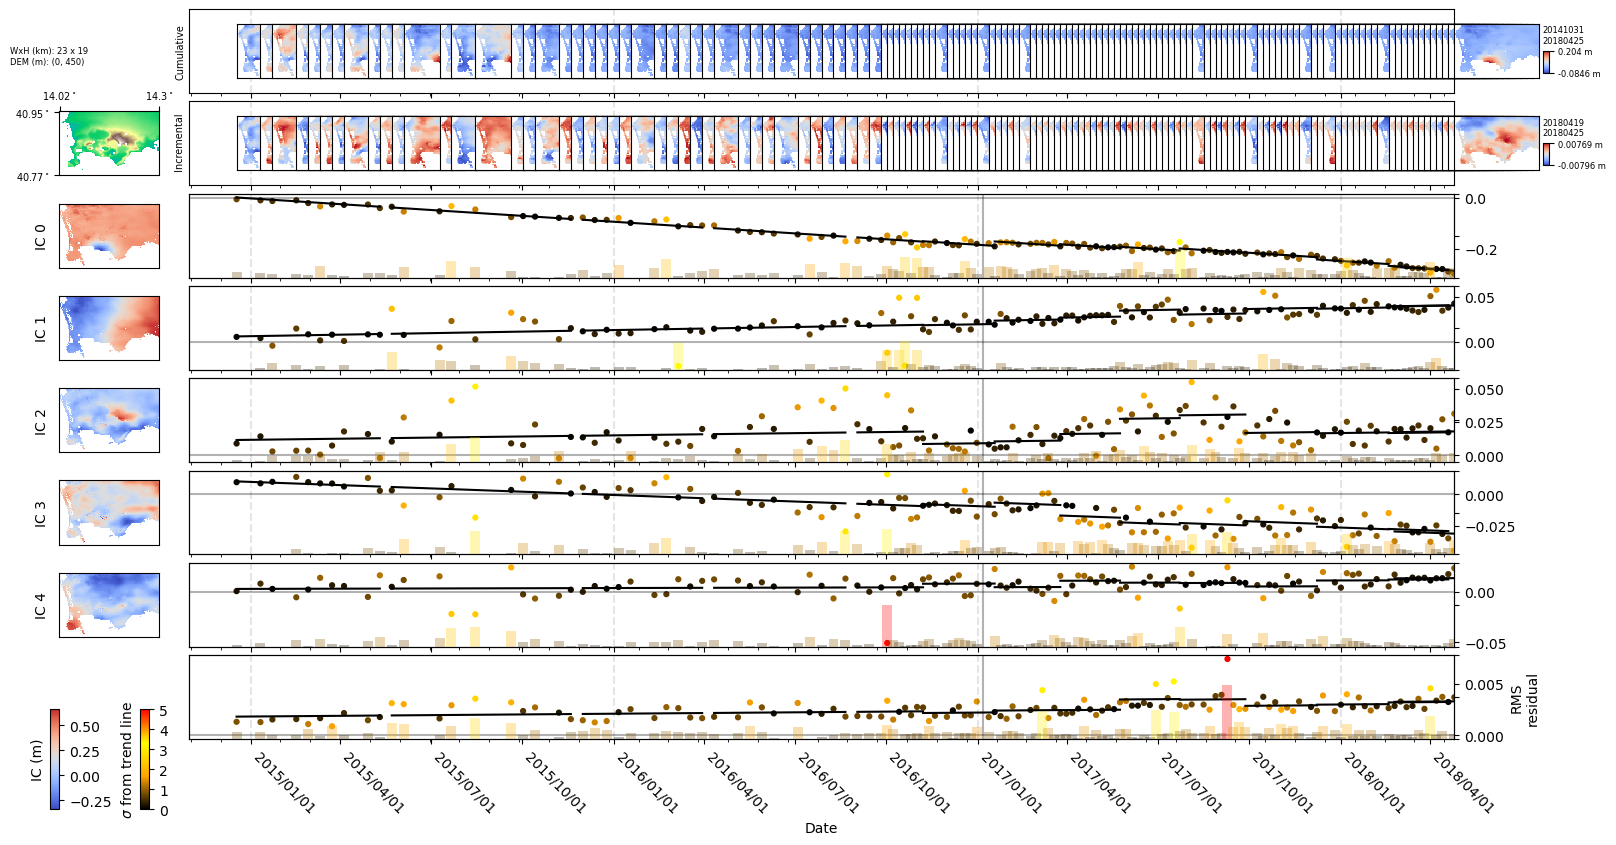 WxH (km): 23 x 19
DEM (m): (0, 450)
Cumulative
20141031
20180425
0.204 m
-0.0846 m
14.02° 14.3°
40.95°
40.77°
Incremental
20180419
20180425
0.00769 m
-0.00796 m
IC 0
0.0
−0.2
IC 1
0.05
0.00
IC 2
0.050
0.025
0.000
IC 3
0.000
−0.025
IC 4
0.00
−0.05
RMS
residual
0.005
0.000
IC (m)
0.50
0.25
0.00
−0.25
σ from trend line
5
4
3
2
1
0
2015/01/01
2015/04/01
2015/07/01
2015/10/01
2016/01/01
2016/04/01
2016/07/01
2016/10/01
2017/01/01
2017/04/01
2017/07/01
2017/10/01
2018/01/01
2018/04/01
Date